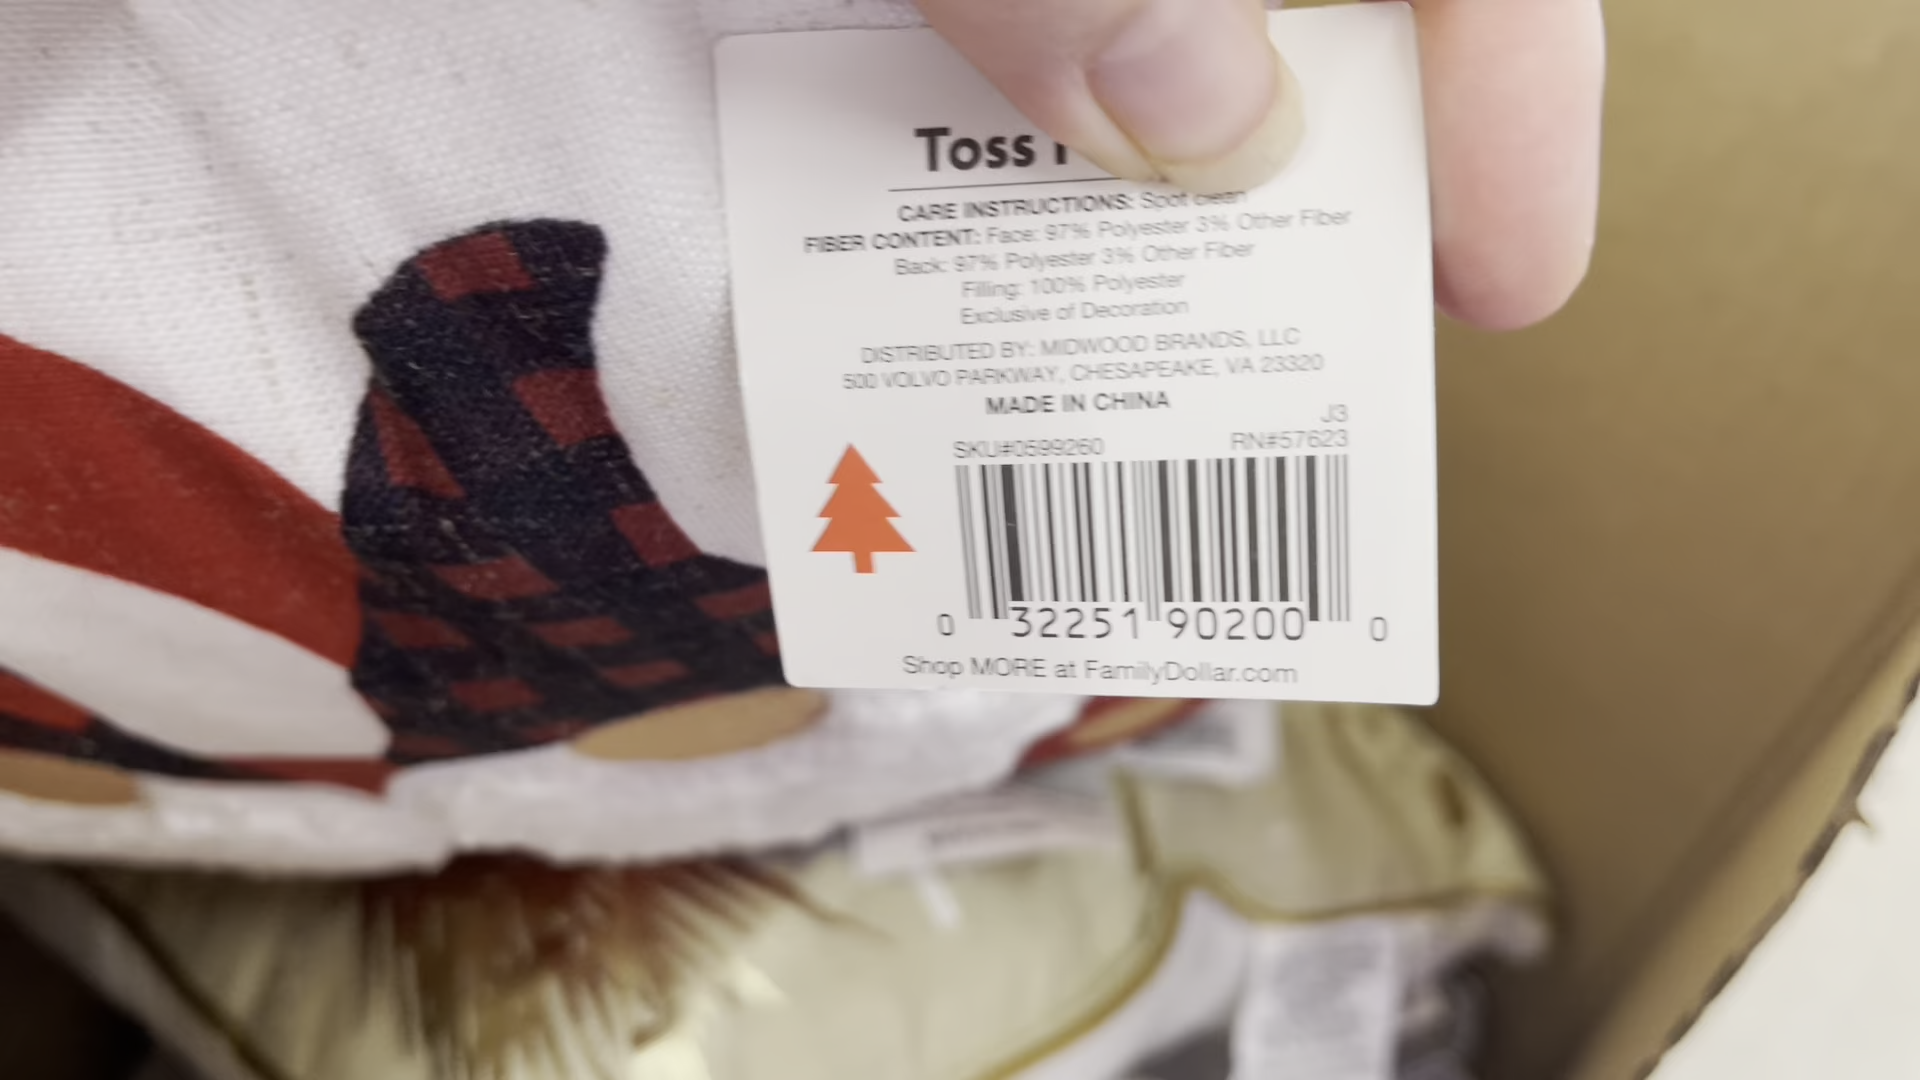 Toss
CARE INSTRUCTIONS: Spot Clean
FIBER CONTENT: Face: 97% Polyester 3% Other Fiber
Back: 97% Polyester 3% Other Fiber
Filling: 100% Polyester
Exclusive of Decoration
DISTRIBUTED BY: MIDWOOD BRANDS, LLC
500 VOLVO PARKWAY, CHESAPEAKE, VA 23320
MADE IN CHINA
J3
SKU#0599260 RN#57623
0 32251 90200 0
Shop MORE at FamilyDollar.com